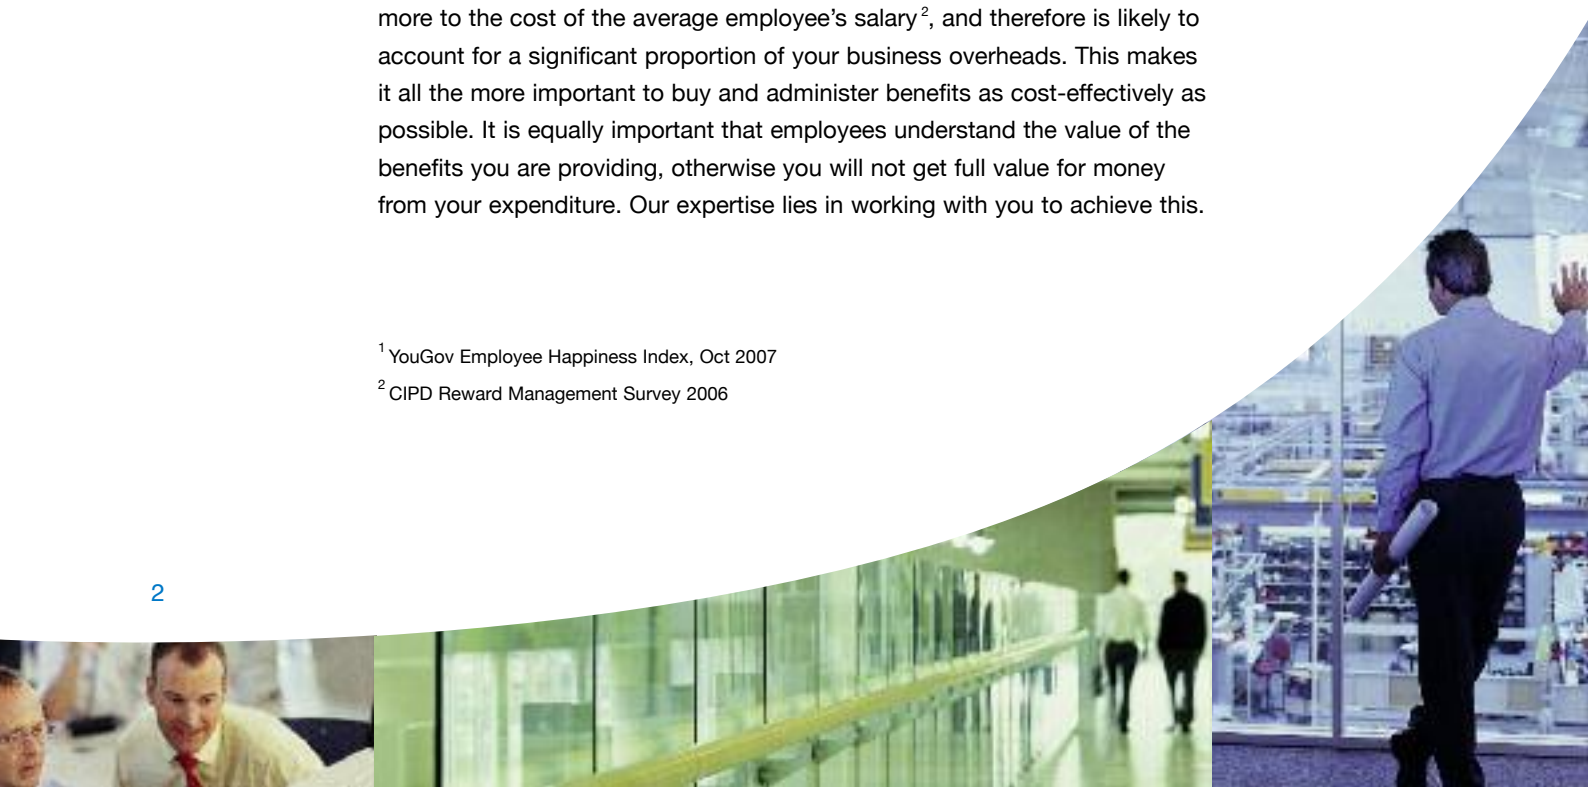 more to the cost of the average employee’s salary ², and therefore is likely to
account for a significant proportion of your business overheads. This makes
it all the more important to buy and administer benefits as cost-effectively as
possible. It is equally important that employees understand the value of the
benefits you are providing, otherwise you will not get full value for money
from your expenditure. Our expertise lies in working with you to achieve this.
¹ YouGov Employee Happiness Index, Oct 2007
² CIPD Reward Management Survey 2006
2